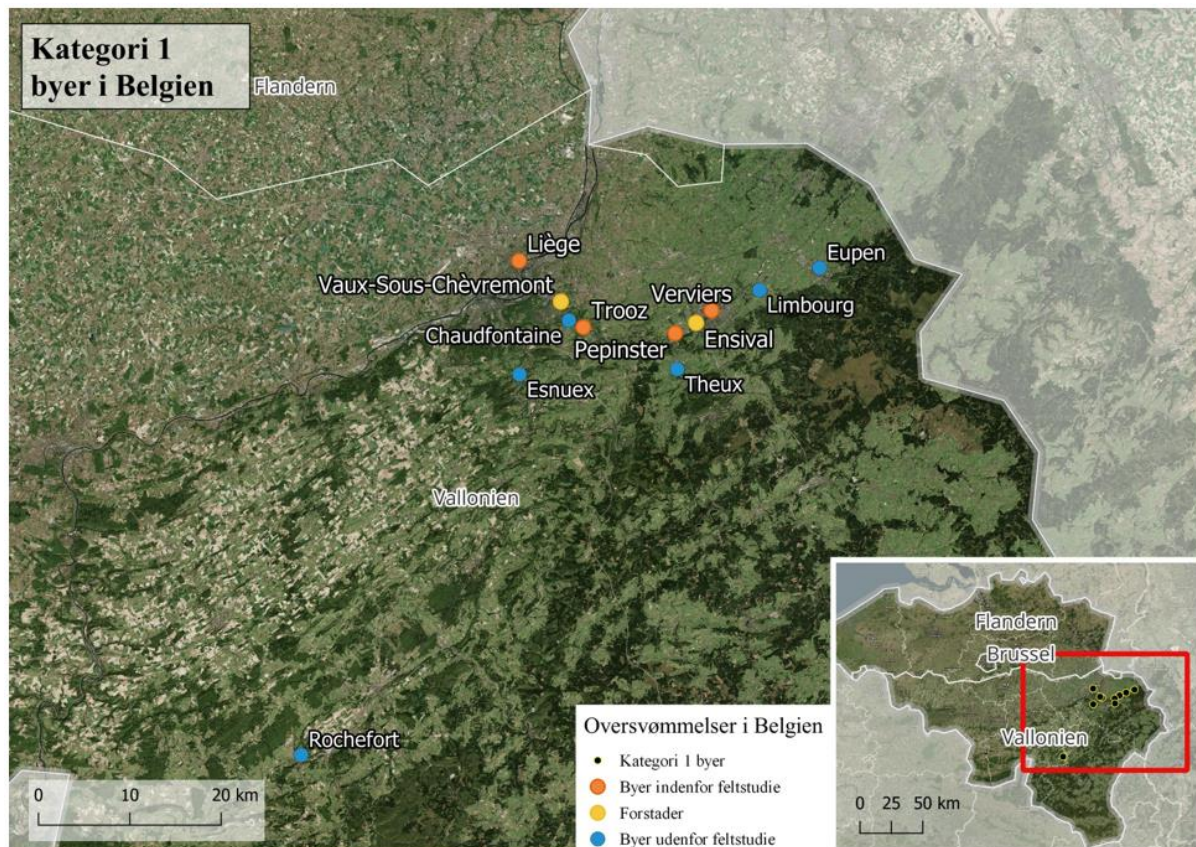 Kategori 1
byer i Belgien
Flandern
Liège
Eupen
Vaux-Sous-Chèvremont
Verviers
Limbourg
Trooz
Chaudfontaine
Pepinster
Ensival
Esnuex
Theux
Vallonien
Rochefort
0 10 20 km
Oversvømmelser i Belgien
Kategori 1 byer
Byer indenfor feltstudie
Forstader
Byer udenfor feltstudie
Flandern
Brussel
Vallonien
0 25 50 km